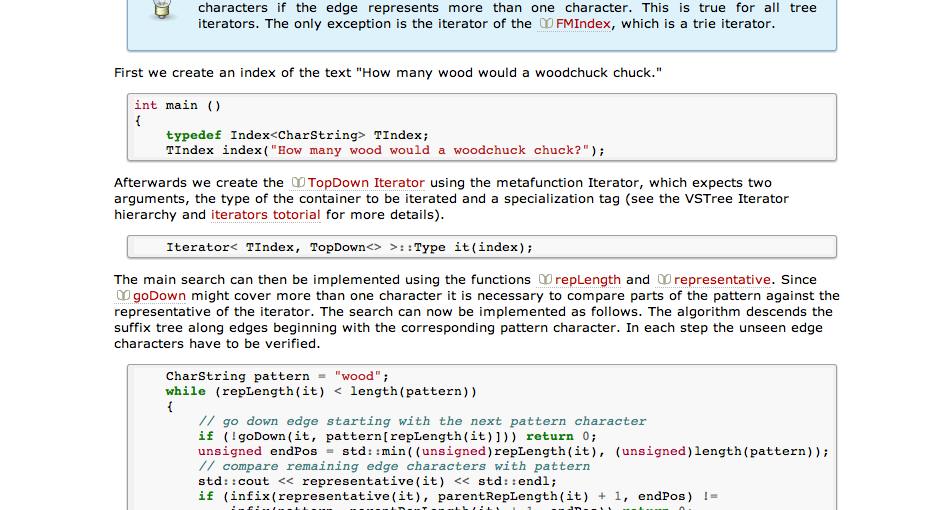 characters if the edge represents more than one character. This is true for all tree
iterators. The only exception is the iterator of the FMIndex, which is a trie iterator.
First we create an index of the text "How many wood would a woodchuck chuck."
int main ()
{
typedef Index<CharString> TIndex;
TIndex index("How many wood would a woodchuck chuck?");
Afterwards we create the TopDown Iterator using the metafunction Iterator, which expects two
arguments, the type of the container to be iterated and a specialization tag (see the VSTree Iterator
hierarchy and iterators totorial for more details).
Iterator< TIndex, TopDown<> >::Type it(index);
The main search can then be implemented using the functions repLength and representative. Since
goDown might cover more than one character it is necessary to compare parts of the pattern against the
representative of the iterator. The search can now be implemented as follows. The algorithm descends the
suffix tree along edges beginning with the corresponding pattern character. In each step the unseen edge
characters have to be verified.
CharString pattern = "wood";
while (repLength(it) < length(pattern))
{
// go down edge starting with the next pattern character
if (!goDown(it, pattern[repLength(it)])) return 0;
unsigned endPos = std::min((unsigned)repLength(it), (unsigned)length(pattern));
// compare remaining edge characters with pattern
std::cout << representative(it) << std::endl;
if (infix(representative(it), parentRepLength(it) + 1, endPos) !=